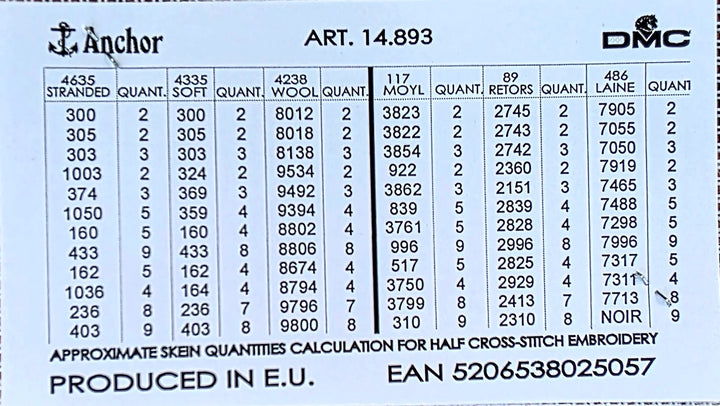 Anchor ART. 14.893 DMC
4635 4335 4238 117 89 486
STRANDED QUANT. SOFT QUANT. WOOL QUANT. MOYL QUANT. RETORS QUANT. LAINE QUANT
300 2 300 2 8012 2 3823 2 2745 2 7905 2
305 2 305 2 8018 2 3822 2 2743 2 7055 2
303 3 303 3 8138 3 3854 3 2742 3 7050 3
1003 2 324 2 9534 2 922 2 2360 2 7919 2
374 3 369 3 9492 3 3862 3 2151 3 7465 3
1050 5 359 4 9394 4 839 5 2839 4 7488 5
160 5 160 4 8802 4 3761 5 2828 4 7298 5
433 9 433 8 8806 8 996 9 2996 8 7996 9
162 5 162 4 8674 4 517 5 2825 4 7317 5
1036 4 164 4 8794 4 3750 4 2929 4 7311 4
236 8 236 7 9796 7 3799 8 2413 7 7713 8
403 9 403 8 9800 8 310 9 2310 8 NOIR 9
APPROXIMATE SKEIN QUANTITIES CALCULATION FOR HALF CROSS-STITCH EMBROIDERY
PRODUCED IN E.U. EAN 5206538025057